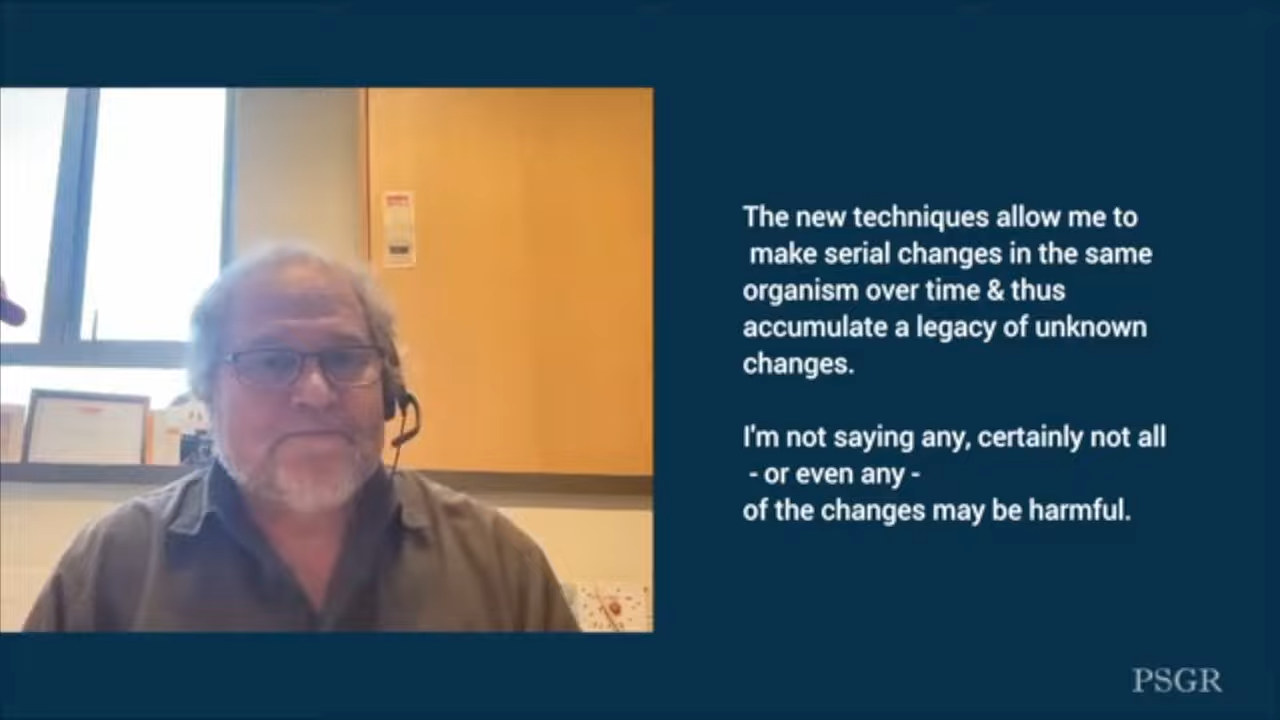 The new techniques allow me to
make serial changes in the same
organism over time & thus
accumulate a legacy of unknown
changes.
I'm not saying any, certainly not all
- or even any -
of the changes may be harmful.
PSGR